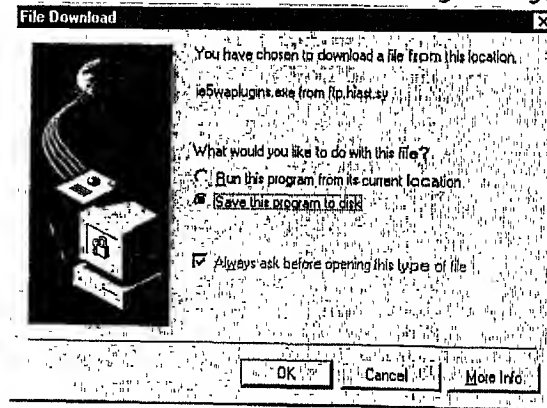 File Download
You have chosen to download a file from this location.
ie5waplugins.exe from ftp.hiast.sy
What would you like to do with this file?
Run this program from its current location
Save this program to disk
Always ask before opening this type of file
OK
Cancel
More Info